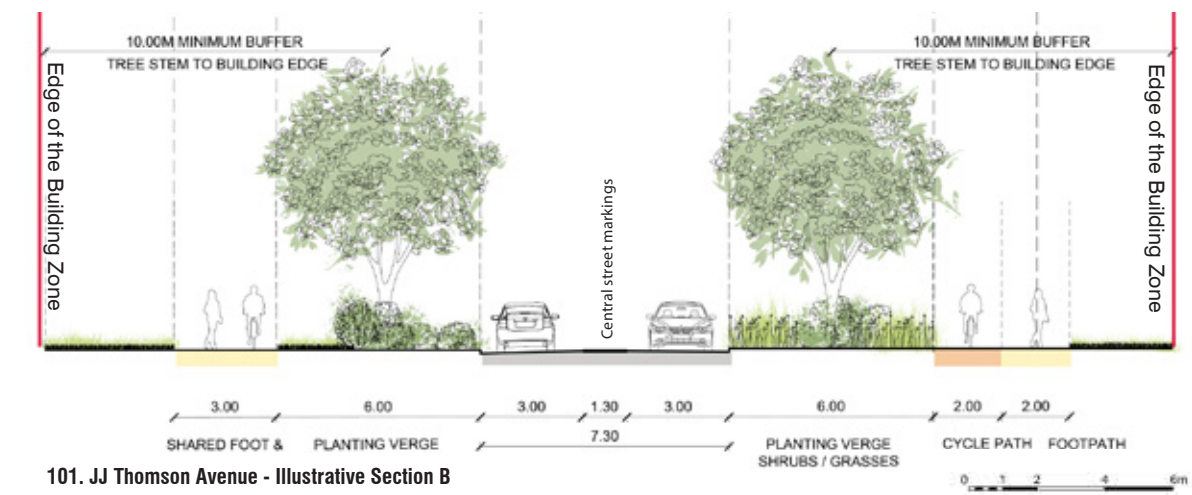 10.00M MINIMUM BUFFER
TREE STEM TO BUILDING EDGE
10.00M MINIMUM BUFFER
TREE STEM TO BUILDING EDGE
Edge of the Building Zone
Central street markings
Edge of the Building Zone
3.00 6.00 3.00 1.30 3.00 6.00 2.00 2.00
7.30
SHARED FOOT & PLANTING VERGE PLANTING VERGE CYCLE PATH FOOTPATH
SHRUBS / GRASSES
101. JJ Thomson Avenue - Illustrative Section B
0 1 2 4 6m